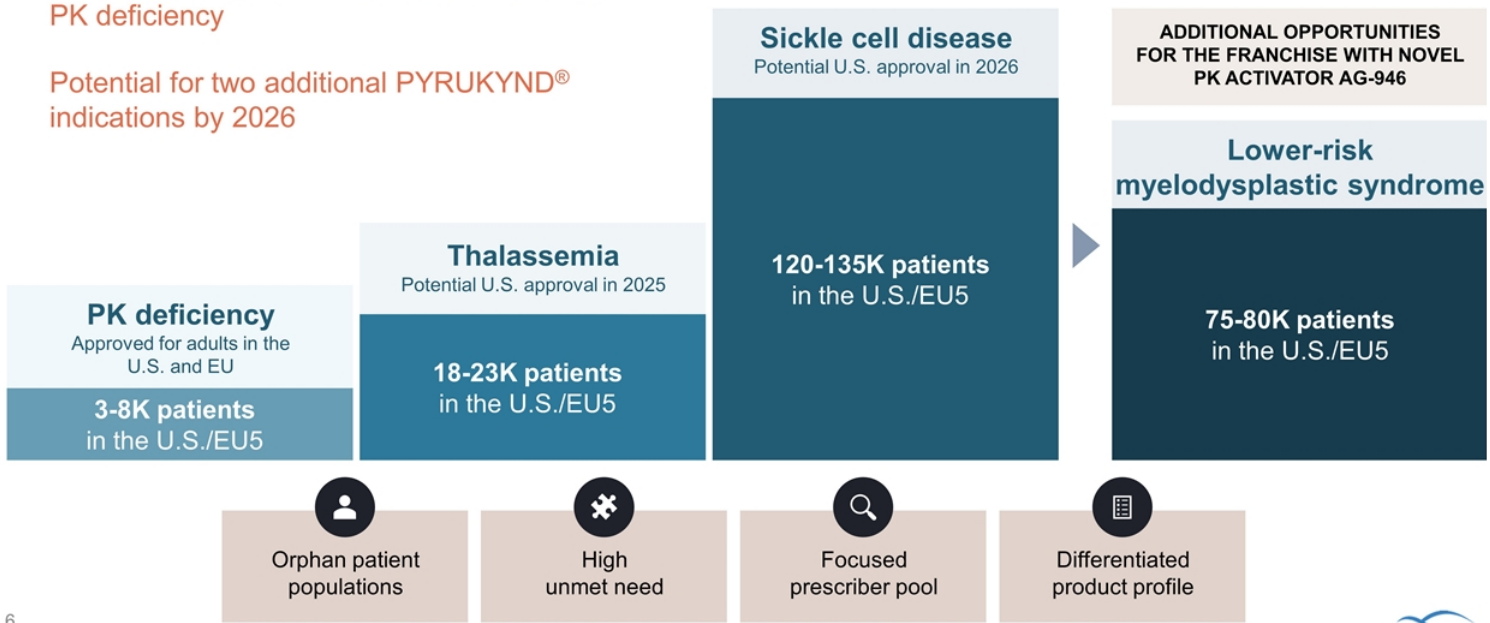 PK deficiency
Potential for two additional PYRUKYND®
indications by 2026
PK deficiency
Approved for adults in the
U.S. and EU
3-8K patients
in the U.S./EU5
Thalassemia
Potential U.S. approval in 2025
18-23K patients
in the U.S./EU5
Sickle cell disease
Potential U.S. approval in 2026
120-135K patients
in the U.S./EU5
ADDITIONAL OPPORTUNITIES
FOR THE FRANCHISE WITH NOVEL
PK ACTIVATOR AG-946
Lower-risk
myelodysplastic syndrome
75-80K patients
in the U.S./EU5
Orphan patient
populations
High
unmet need
Focused
prescriber pool
Differentiated
product profile
6